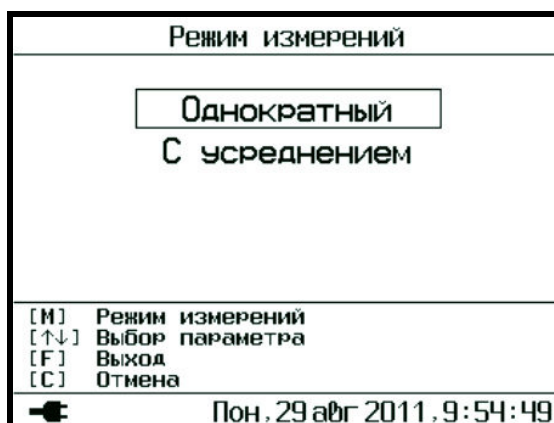 Режим измерений
Однократный
С усреднением
[M] Режим измерений
[↑↓] Выбор параметра
[F] Выход
[C] Отмена
Пон, 29 авг 2011, 9:54:49